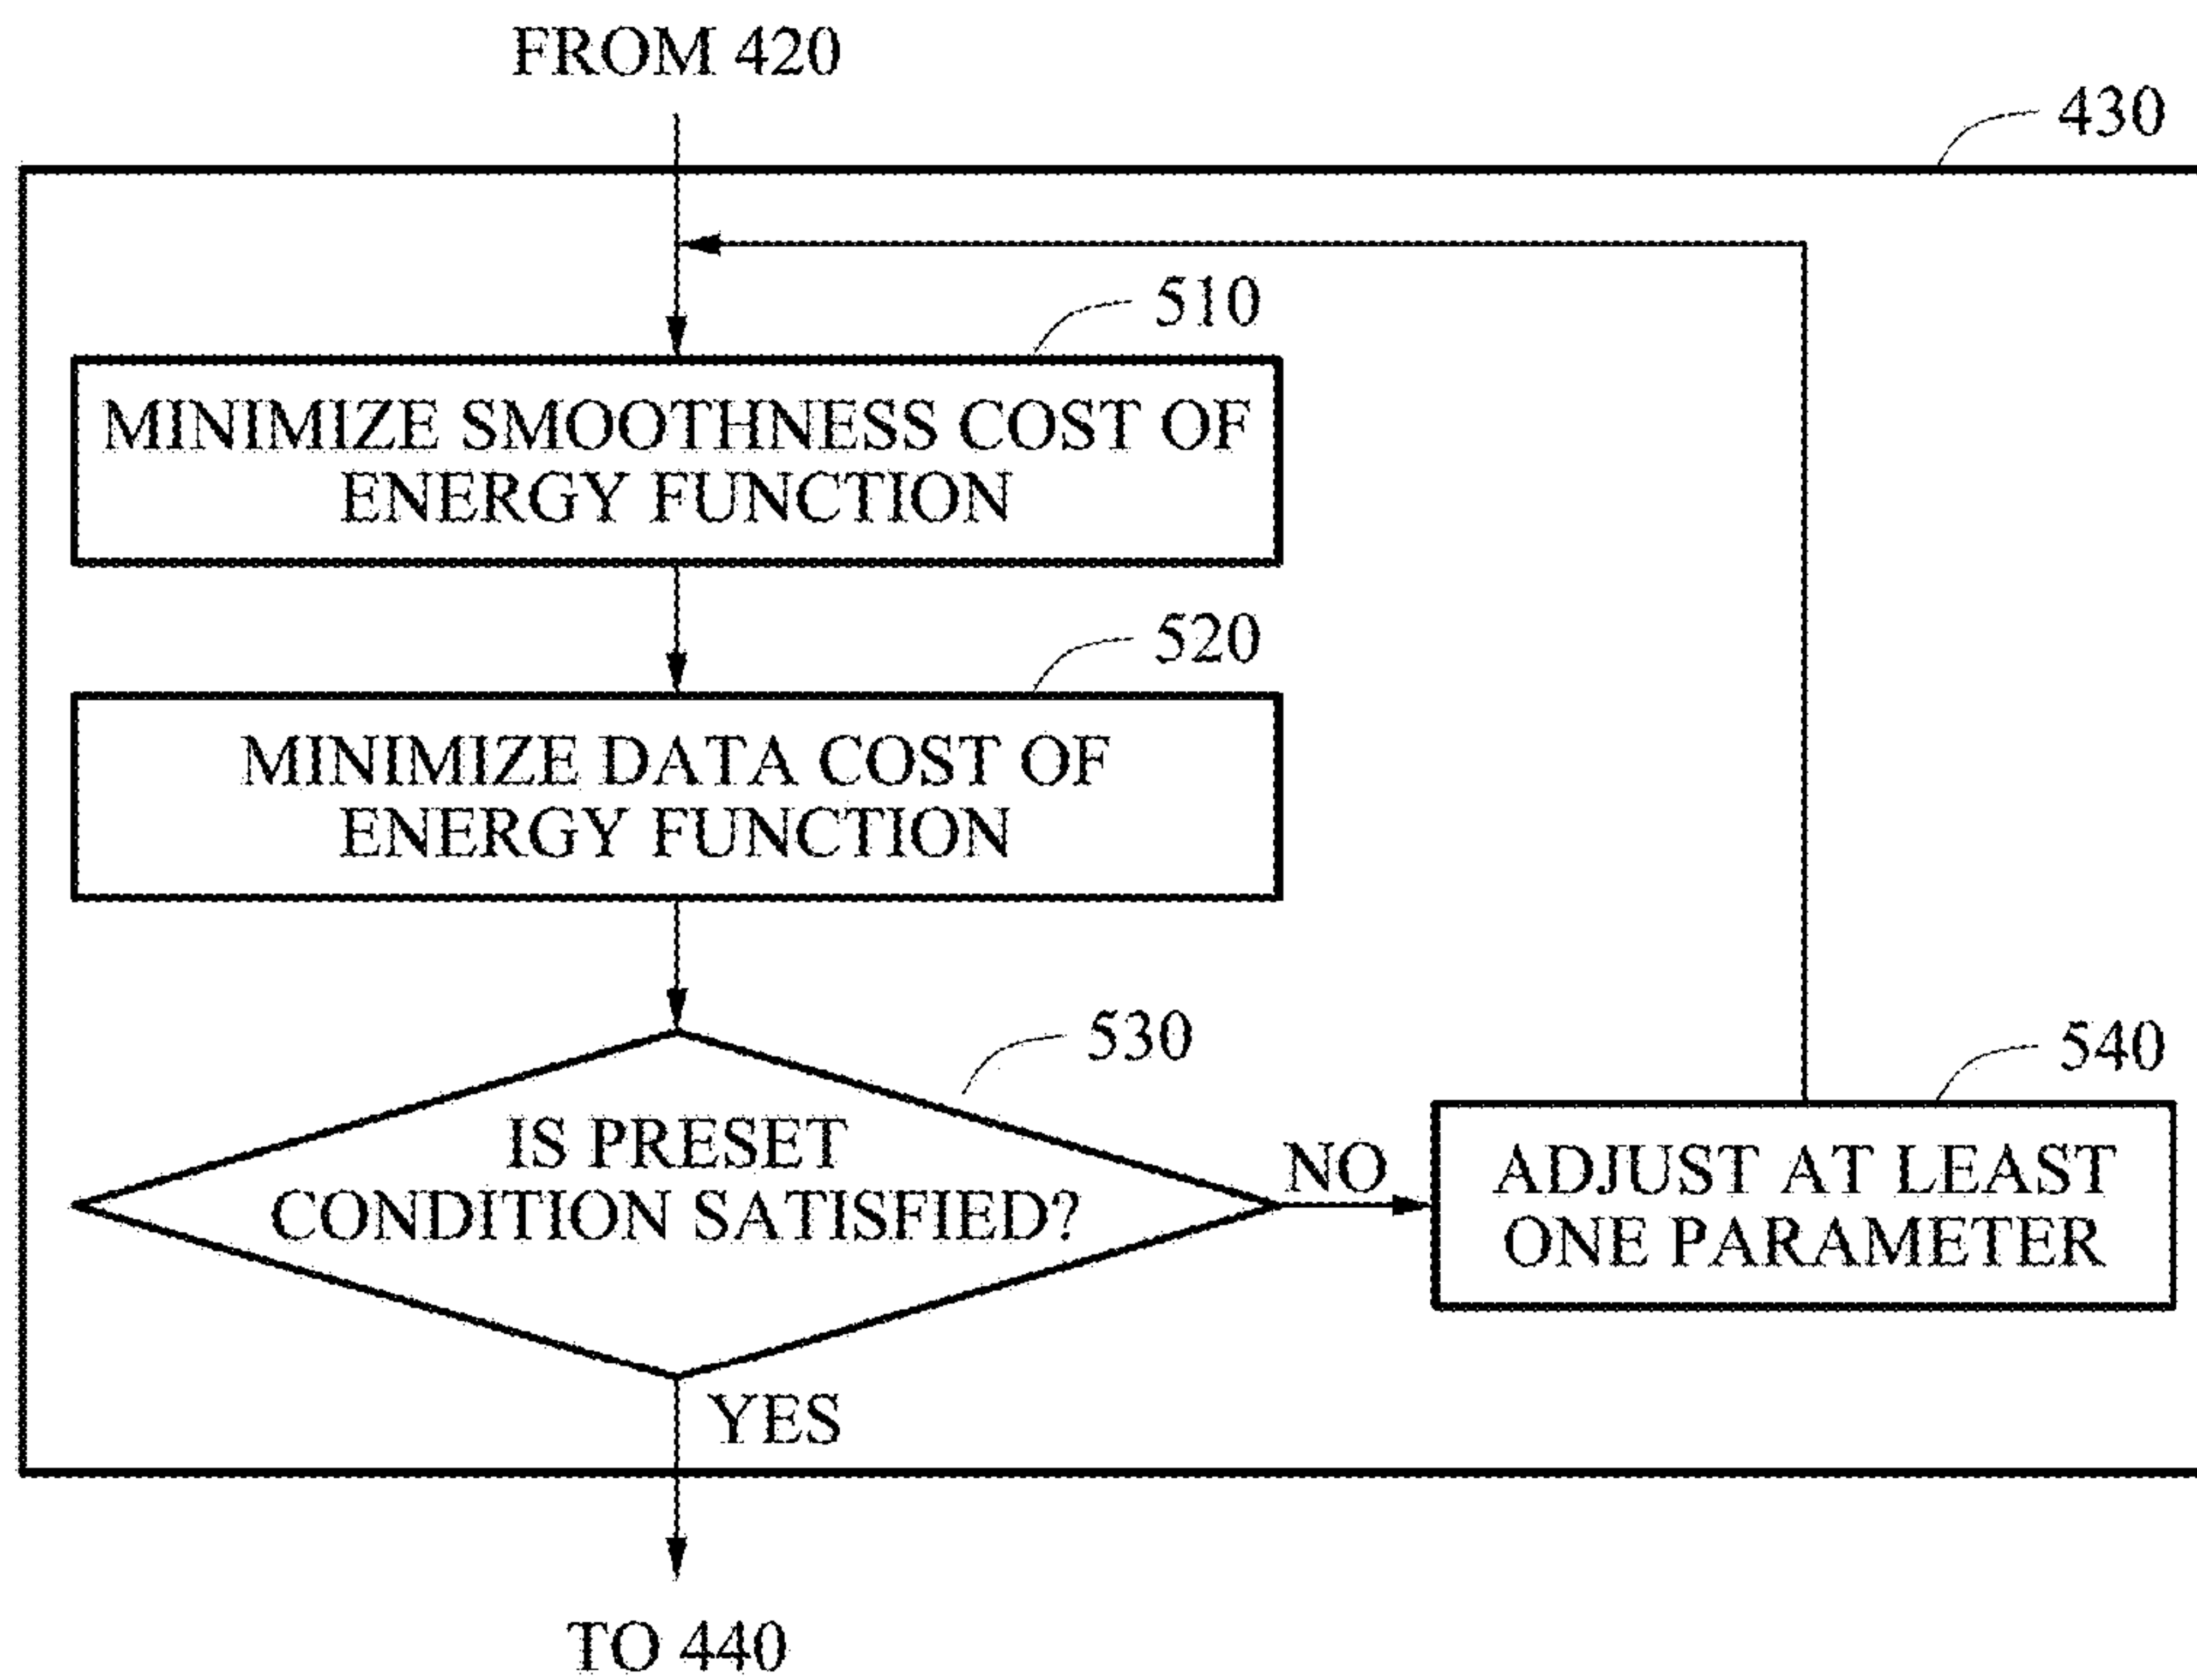 FROM 420
430
510
MINIMIZE SMOOTHNESS COST OF
ENERGY FUNCTION
520
MINIMIZE DATA COST OF
ENERGY FUNCTION
530
IS PRESET
CONDITION SATISFIED?
NO
540
ADJUST AT LEAST
ONE PARAMETER
YES
TO 440